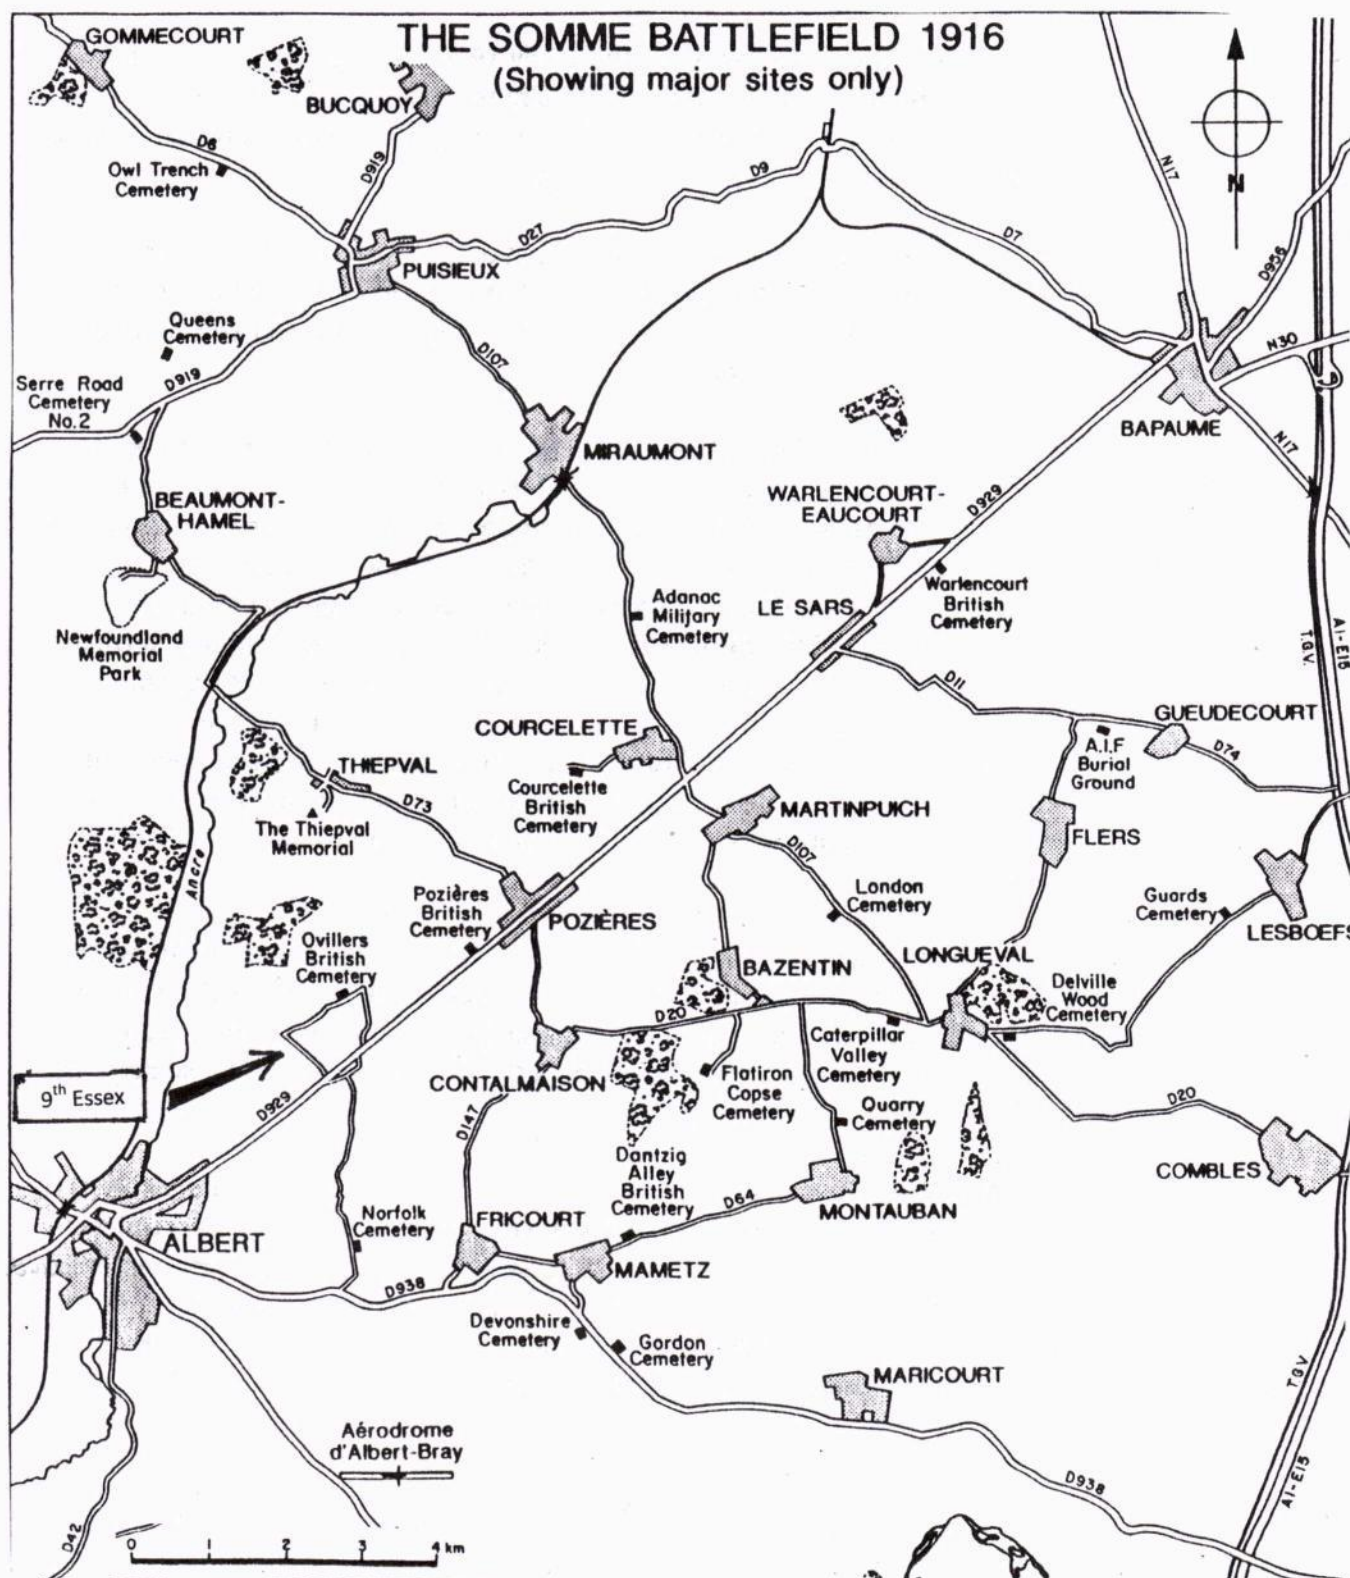 THE SOMME BATTLEFIELD 1916
(Showing major sites only)
GOMMECOURT
BUCQUOY
D6
Owl Trench
Cemetery
D919
D9
D27
D7
N17
N
D956
PUISIEUX
Queens
Cemetery
D107
N30
Serre Road
Cemetery
No.2
D919
BAPAUME
N17
MIRAUMONT
BEAUMONT-
HAMEL
WARLENCOURT-
EAUCOURT
D929
Newfoundland
Memorial
Park
Adanac
Military
Cemetery
LE SARS
Warlencourt
British
Cemetery
T.G.V.
A1-E15
D11
COURCELETTE
GUEUDECOURT
A.I.F
Burial
Ground
D74
THIEPVAL
Courcelette
British
Cemetery
D73
The Thiepval
Memorial
MARTINPUICH
FLERS
D107
Ancre
Pozières
British
Cemetery
POZIÈRES
London
Cemetery
Guards
Cemetery
LESBOEFS
Ovillers
British
Cemetery
BAZENTIN
LONGUEVAL
Delville
Wood
Cemetery
D20
9th Essex
D929
CONTALMAISON
Flatiron
Copse
Cemetery
Caterpillar
Valley
Cemetery
Quarry
Cemetery
D20
D147
Dantzig
Alley
British
Cemetery
COMBLES
D64
MONTAUBAN
Norfolk
Cemetery
FRICOURT
ALBERT
MAMETZ
D938
Devonshire
Cemetery
Gordon
Cemetery
MARICOURT
TGV
Aérodrome
d'Albert-Bray
D938
A1-E15
D42
0 1 2 3 4 km